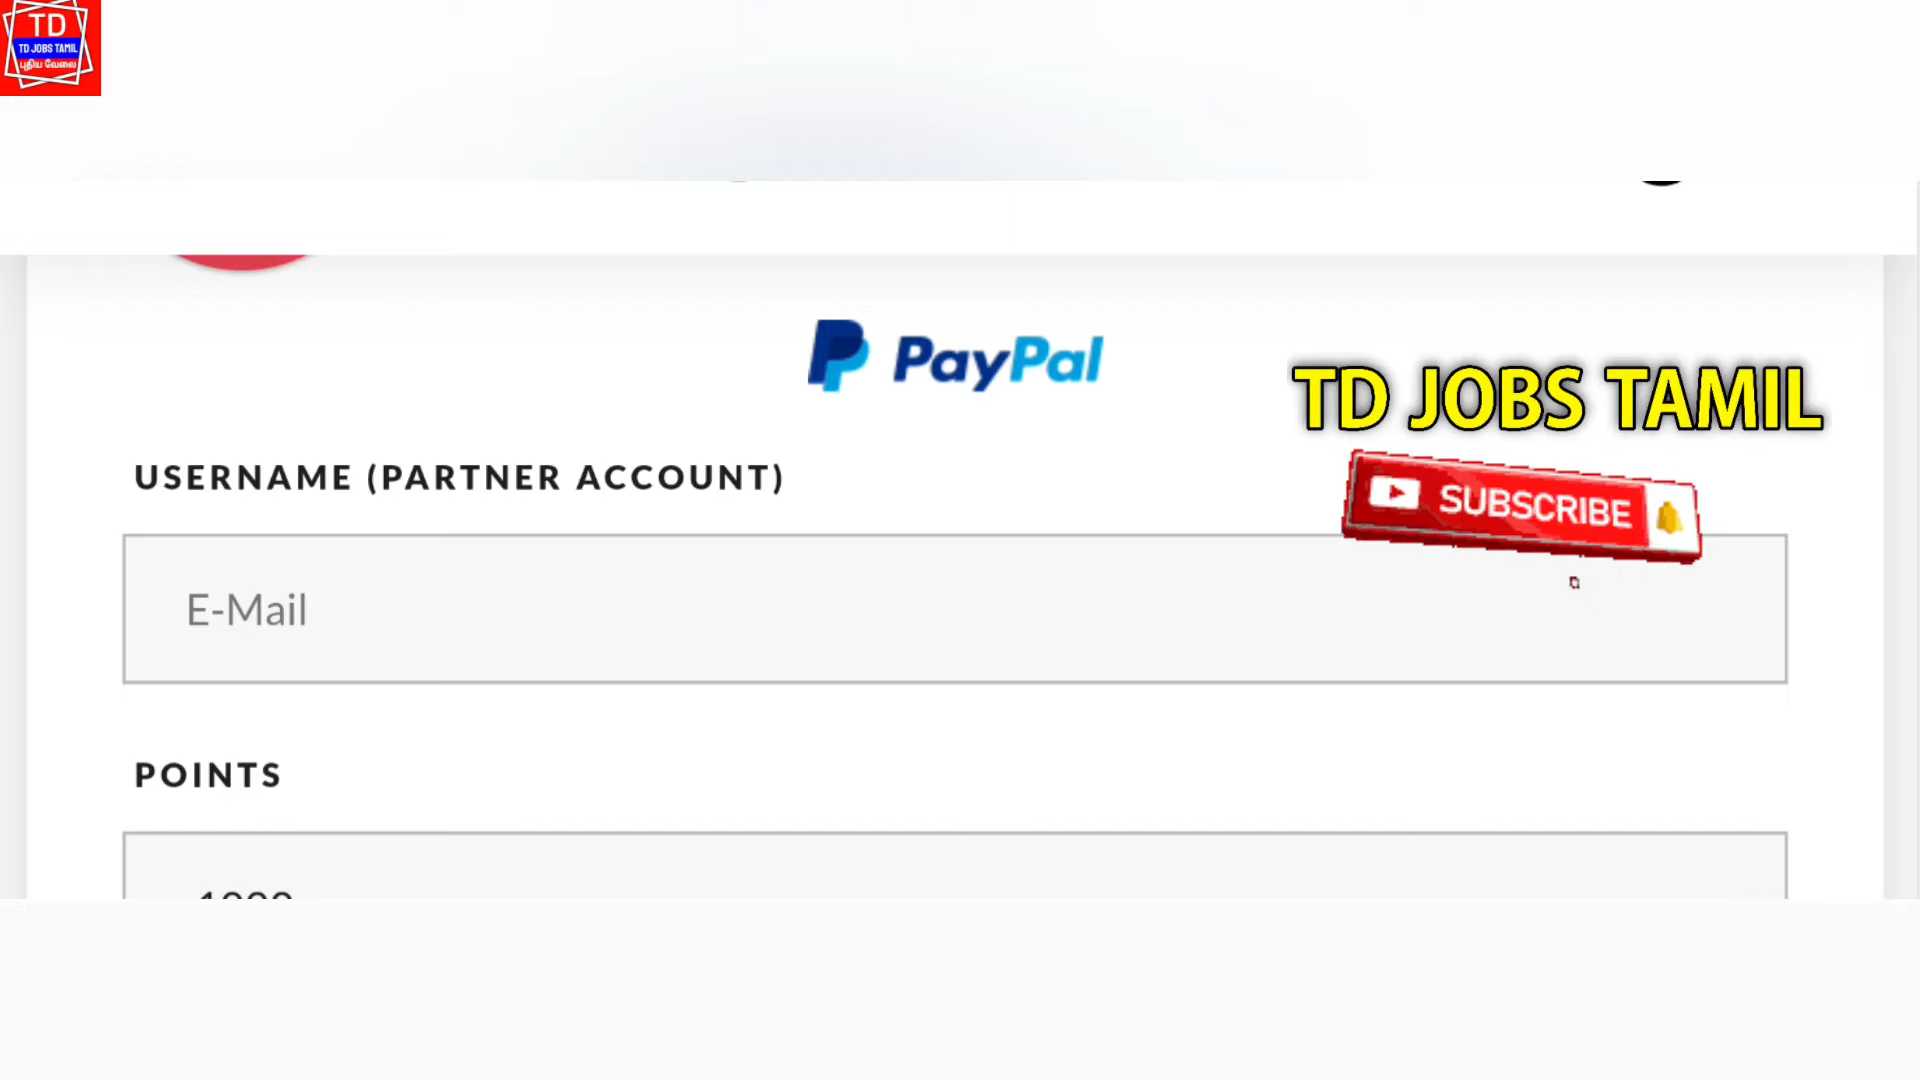 TD
TD JOBS TAMIL
புதிய வேலை
PayPal
TD JOBS TAMIL
USERNAME (PARTNER ACCOUNT)
SUBSCRIBE
E-Mail
POINTS